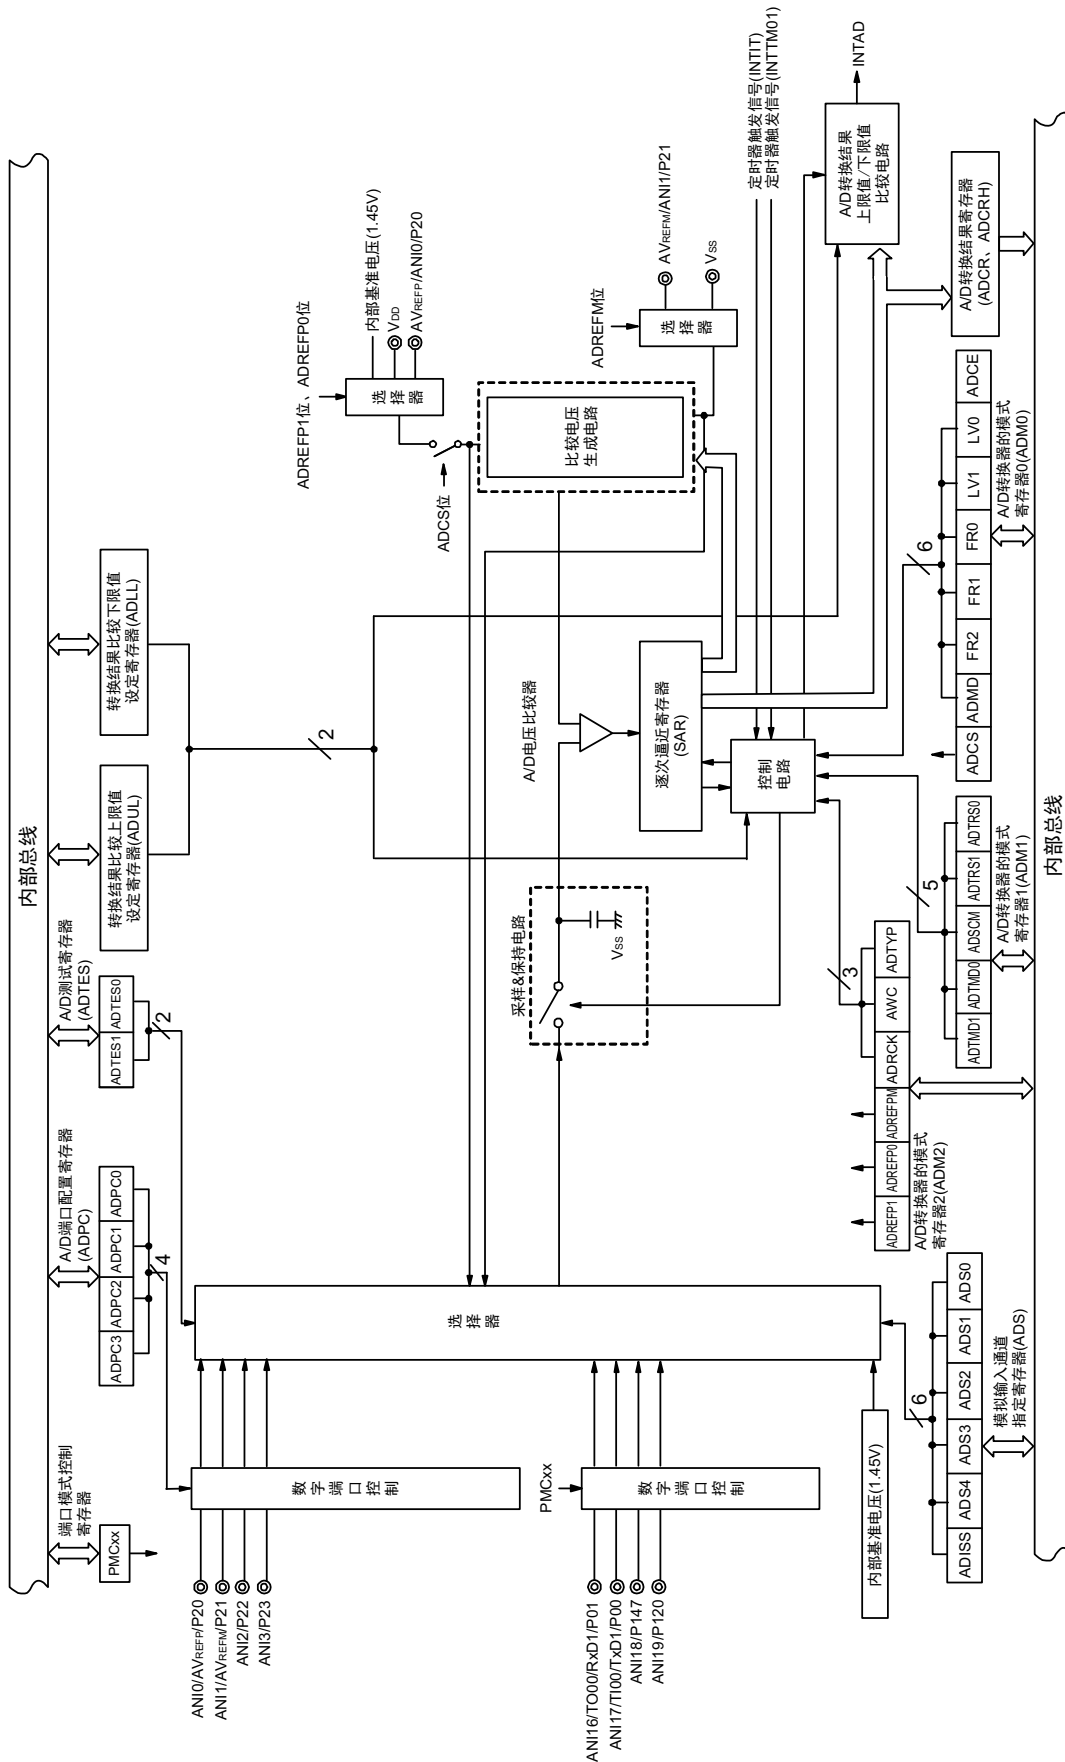 内部总线
端口模式控制
寄存器
PMCxx
A/D端口配置寄存器
(ADPC)
ADPC3
ADPC2
ADPC1
ADPC0
4
A/D测试寄存器
(ADTES)
ADTES1
ADTES0
2
转换结果比较上限值
设定寄存器(ADUL)
转换结果比较下限值
设定寄存器(ADLL)
2
ADREFP1位、ADREFP0位
选择器
内部基准电压(1.45V)
VDD
AVREFP/ANI0/P20
ADCS位
ANI0/AVREFP/P20
ANI1/AVREFM/P21
ANI2/P22
ANI3/P23
数字端口控制
选择器
采样&保持电路
VSS
A/D电压比较器
比较电压
生成电路
ADREFM位
选择器
AVREFM/ANI1/P21
VSS
ANI16/TO00/RxD1/P01
ANI17/TI00/TxD1/P00
ANI18/P147
ANI19/P120
PMCxx
数字端口控制
逐次逼近寄存器
(SAR)
控制
电路
定时器触发信号(INTIT)
定时器触发信号(INTTM01)
A/D转换结果
上限值/下限值
比较电路
INTAD
内部基准电压(1.45V)
6
ADISS
ADS4
ADS3
ADS2
ADS1
ADS0
模拟输入通道
指定寄存器(ADS)
3
ADREFP1
ADREFP0
ADREFPM
ADRCK
AWC
ADTYP
A/D转换器的模式
寄存器2(ADM2)
5
ADTMD1
ADTMD0
ADSCM
ADTRS1
ADTRS0
A/D转换器的模式
寄存器1(ADM1)
6
ADCS
ADMD
FR2
FR1
FR0
LV1
LV0
ADCE
A/D转换器的模式
寄存器0(ADM0)
A/D转换结果寄存器
(ADCR、ADCRH)
内部总线